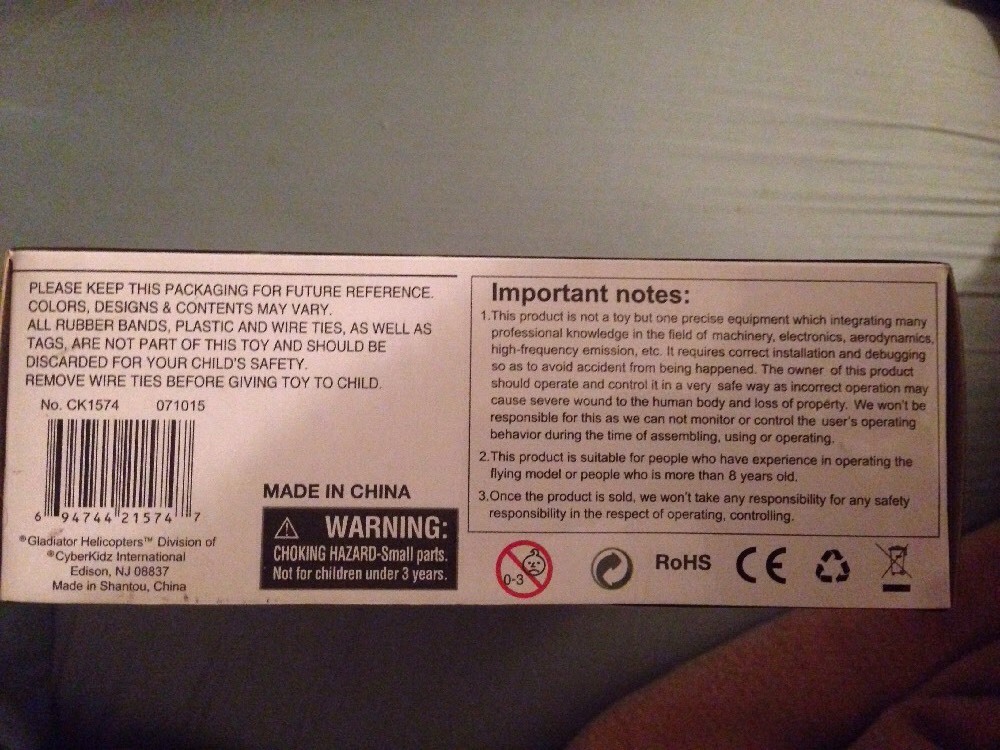 PLEASE KEEP THIS PACKAGING FOR FUTURE REFERENCE.
COLORS, DESIGNS & CONTENTS MAY VARY.
ALL RUBBER BANDS, PLASTIC AND WIRE TIES, AS WELL AS
TAGS, ARE NOT PART OF THIS TOY AND SHOULD BE
DISCARDED FOR YOUR CHILD'S SAFETY.
REMOVE WIRE TIES BEFORE GIVING TOY TO CHILD.
No. CK1574 071015
6 94744 21574 7
®Gladiator Helicopters™ Division of
®CyberKidz International
Edison, NJ 08837
Made in Shantou, China
MADE IN CHINA
WARNING:
CHOKING HAZARD-Small parts.
Not for children under 3 years.
Important notes:
1.This product is not a toy but one precise equipment which integrating many
professional knowledge in the field of machinery, electronics, aerodynamics,
high-frequency emission, etc. It requires correct installation and debugging
so as to avoid accident from being happened. The owner of this product
should operate and control it in a very safe way as incorrect operation may
cause severe wound to the human body and loss of property. We won't be
responsible for this as we can not monitor or control the user's operating
behavior during the time of assembling, using or operating.
2.This product is suitable for people who have experience in operating the
flying model or people who is more than 8 years old.
3.Once the product is sold, we won't take any responsibility for any safety
responsibility in the respect of operating, controlling.
0-3
RoHS
CE